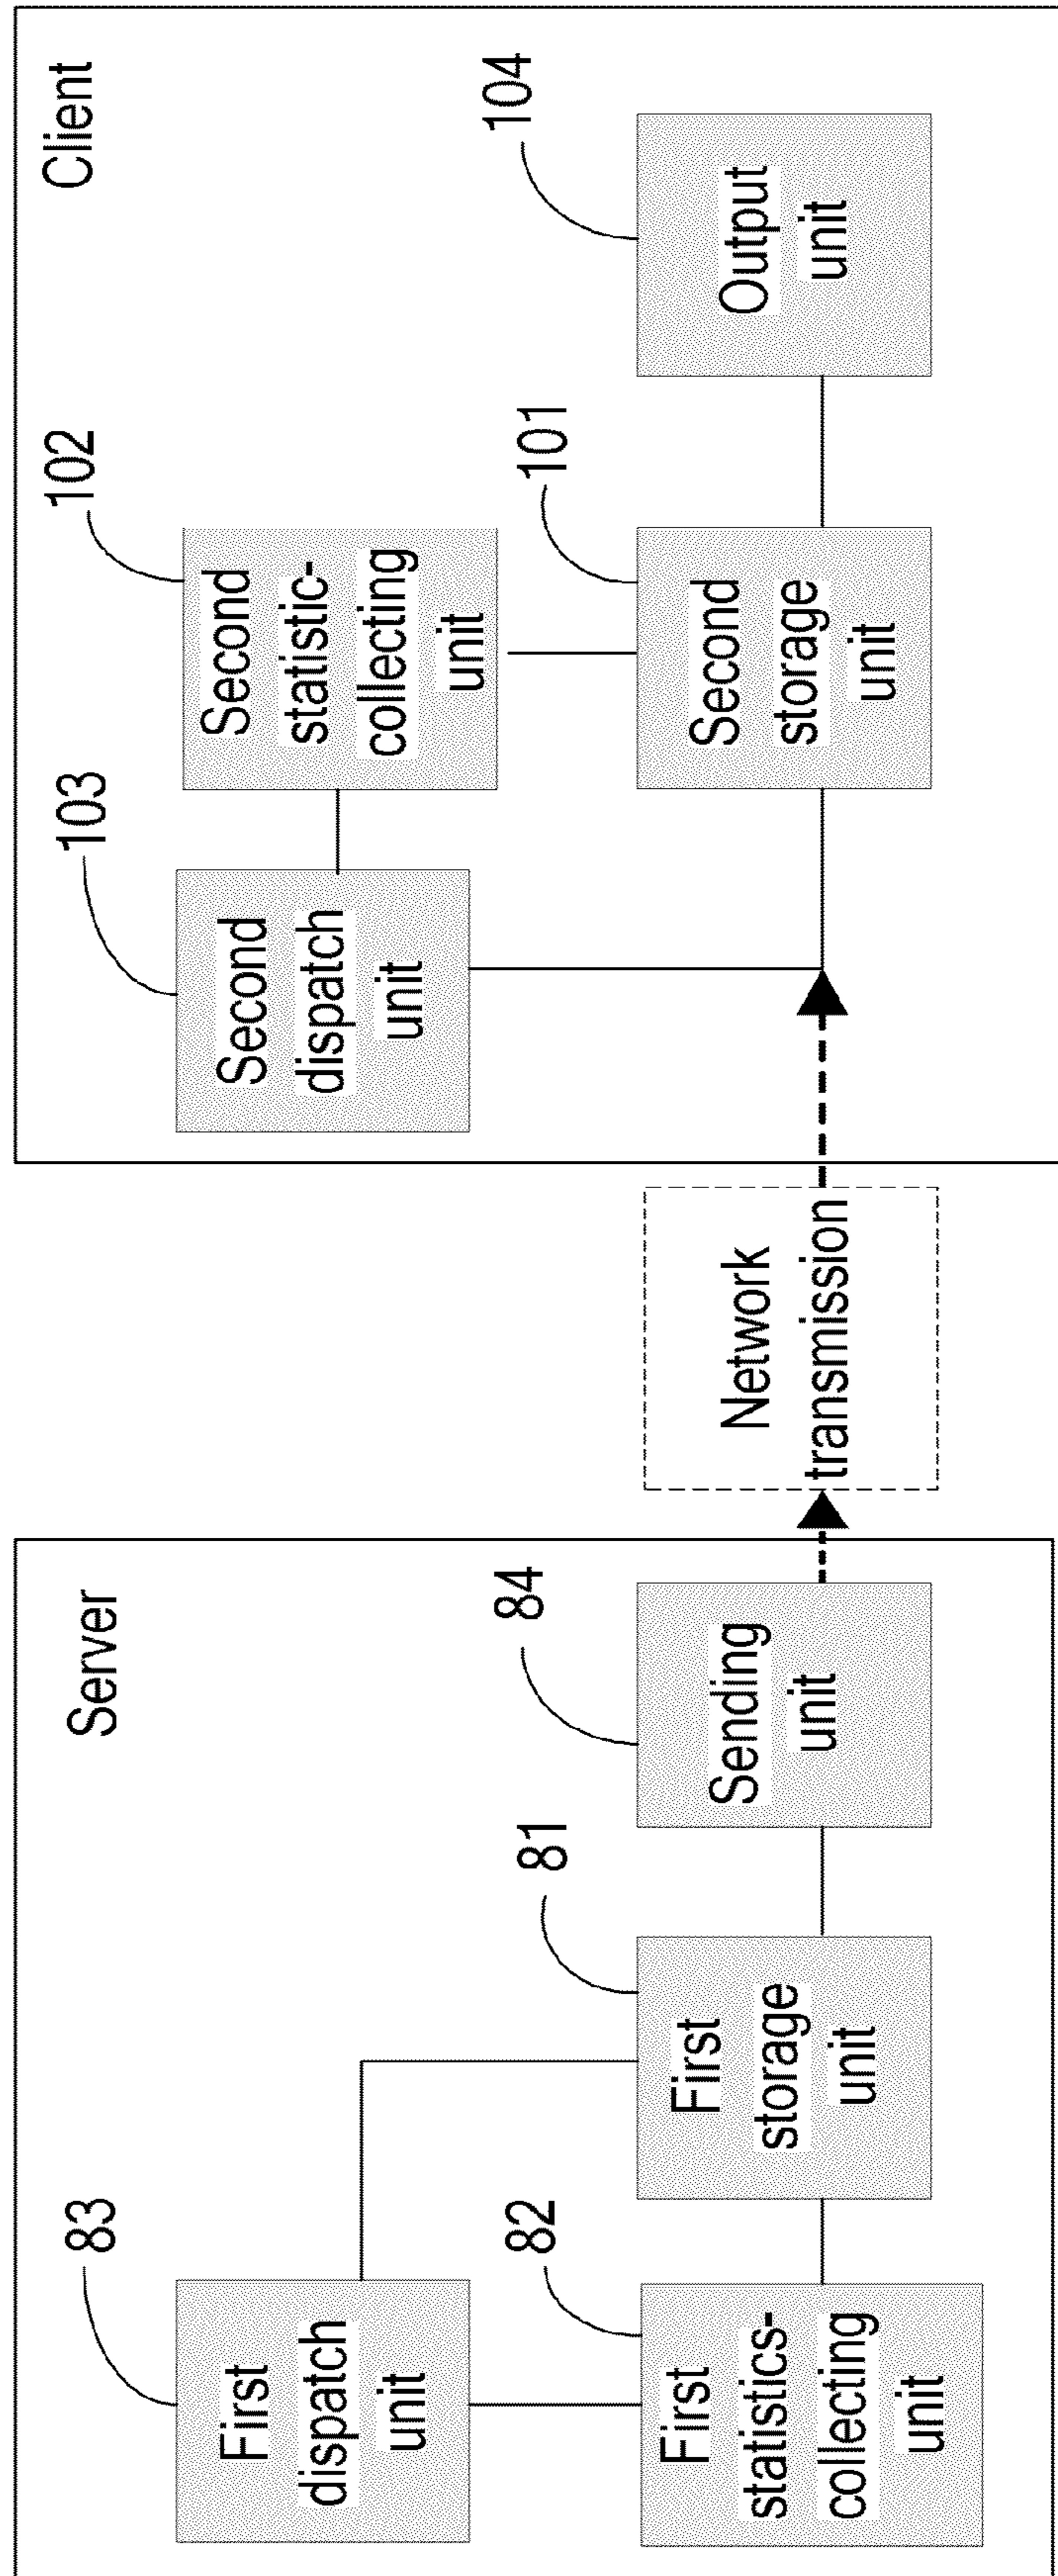 Server
83
First
dispatch
unit
82
First
statistics-
collecting
unit
81
First
storage
unit
84
Sending
unit
Network
transmission
Client
103
Second
dispatch
unit
102
Second
statistic-
collecting
unit
101
Second
storage
unit
104
Output
unit